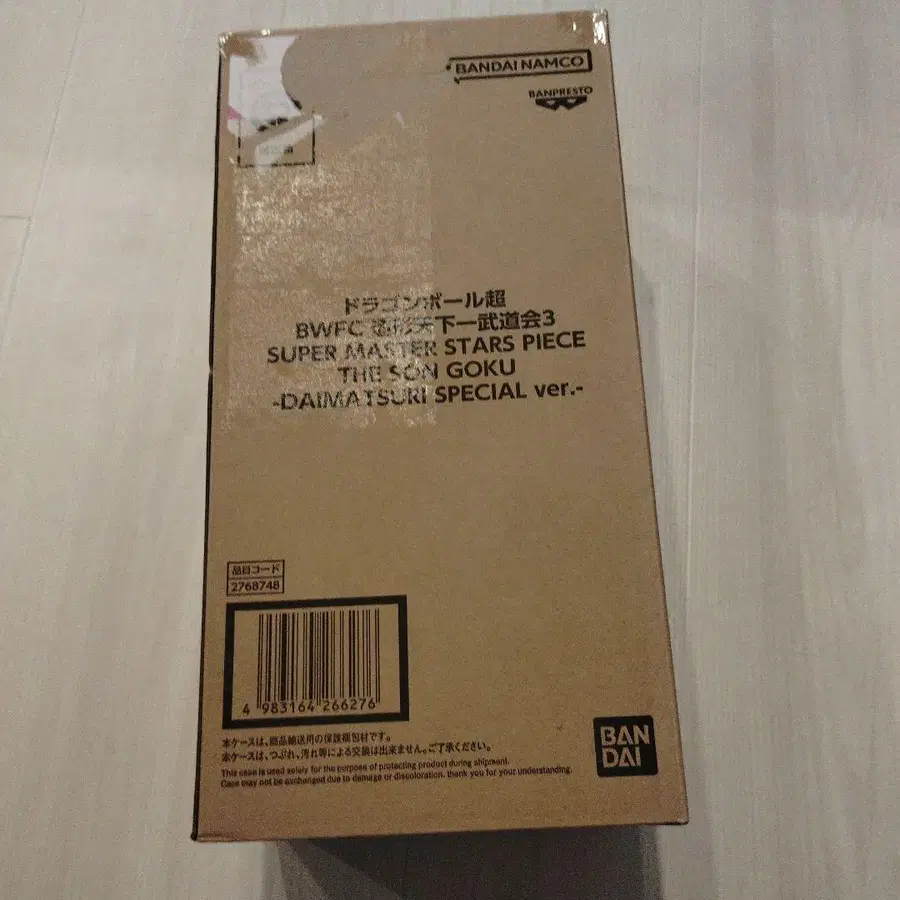 BANDAI NAMCO
BANPRESTO
ドラゴンボール超
BWFC 造形天下一武道会3
SUPER MASTER STARS PIECE
THE SON GOKU
-DAIMATSURI SPECIAL ver.-
品目コード
2768748
4 983164 266276
本ケースは、商品輸送用の保護梱包材です。
本ケースは、つぶれ、汚れ等による交換は出来ません。ご了承ください。
This case is used solely for the purpose of protecting product during shipment.
Case may not be exchanged due to damage or discoloration. thank you for your understanding.
BAN
DAI